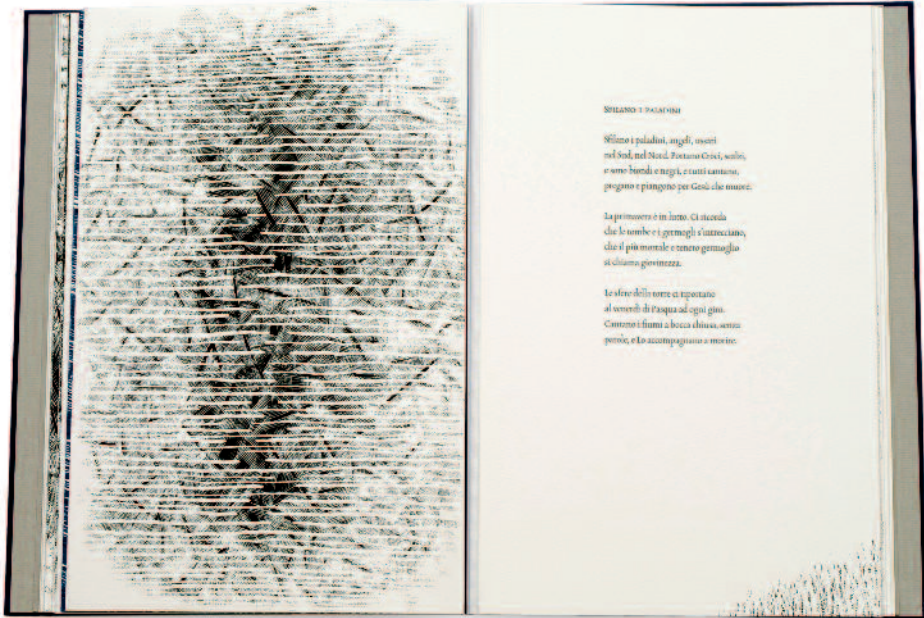 Sfilano i paladini
Sfilano i paladini, angeli, mostri
nel Sud, nel Nord. Portano Croci, scalzi,
e sono biondi e negri, e tutti cantano,
pregano e piangono per Gesù che muore.
La primavera è in lutto. Ci ricorda
che le tombe e i germogli s'intrecciano,
che il più mortale e tenero germoglio
si chiama giovinezza.
Le sfere della torre ci riportano
al venerdì di Pasqua ad ogni giro.
Cantano i fiumi a bocca chiusa, senza
parole, e Lo accompagnano a morire.